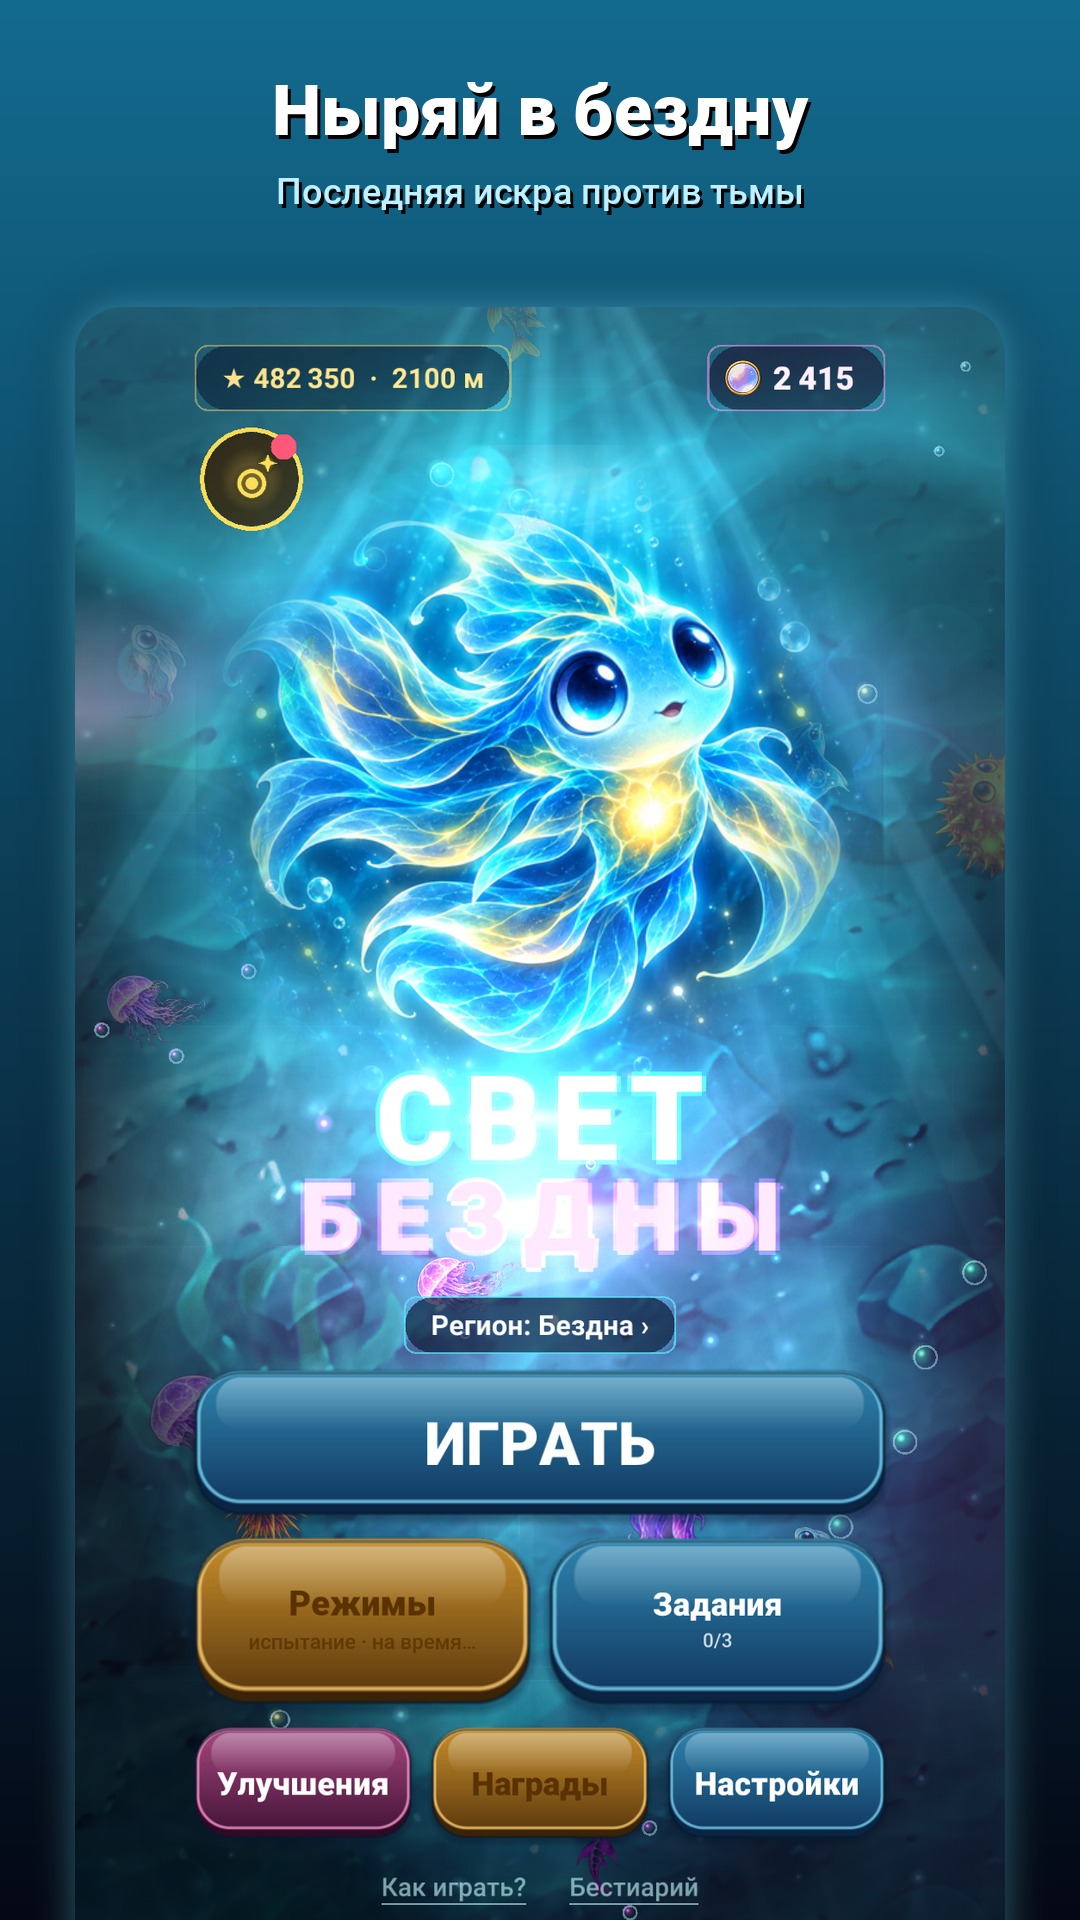 Ныряй в бездну
Последняя искра против тьмы
★ 482 350 · 2100 м
2 415
СВЕТ
БЕЗДНЫ
Регион: Бездна ›
ИГРАТЬ
Режимы
испытание · на время...
Задания
0/3
Улучшения
Награды
Настройки
Как играть?
Бестиарий